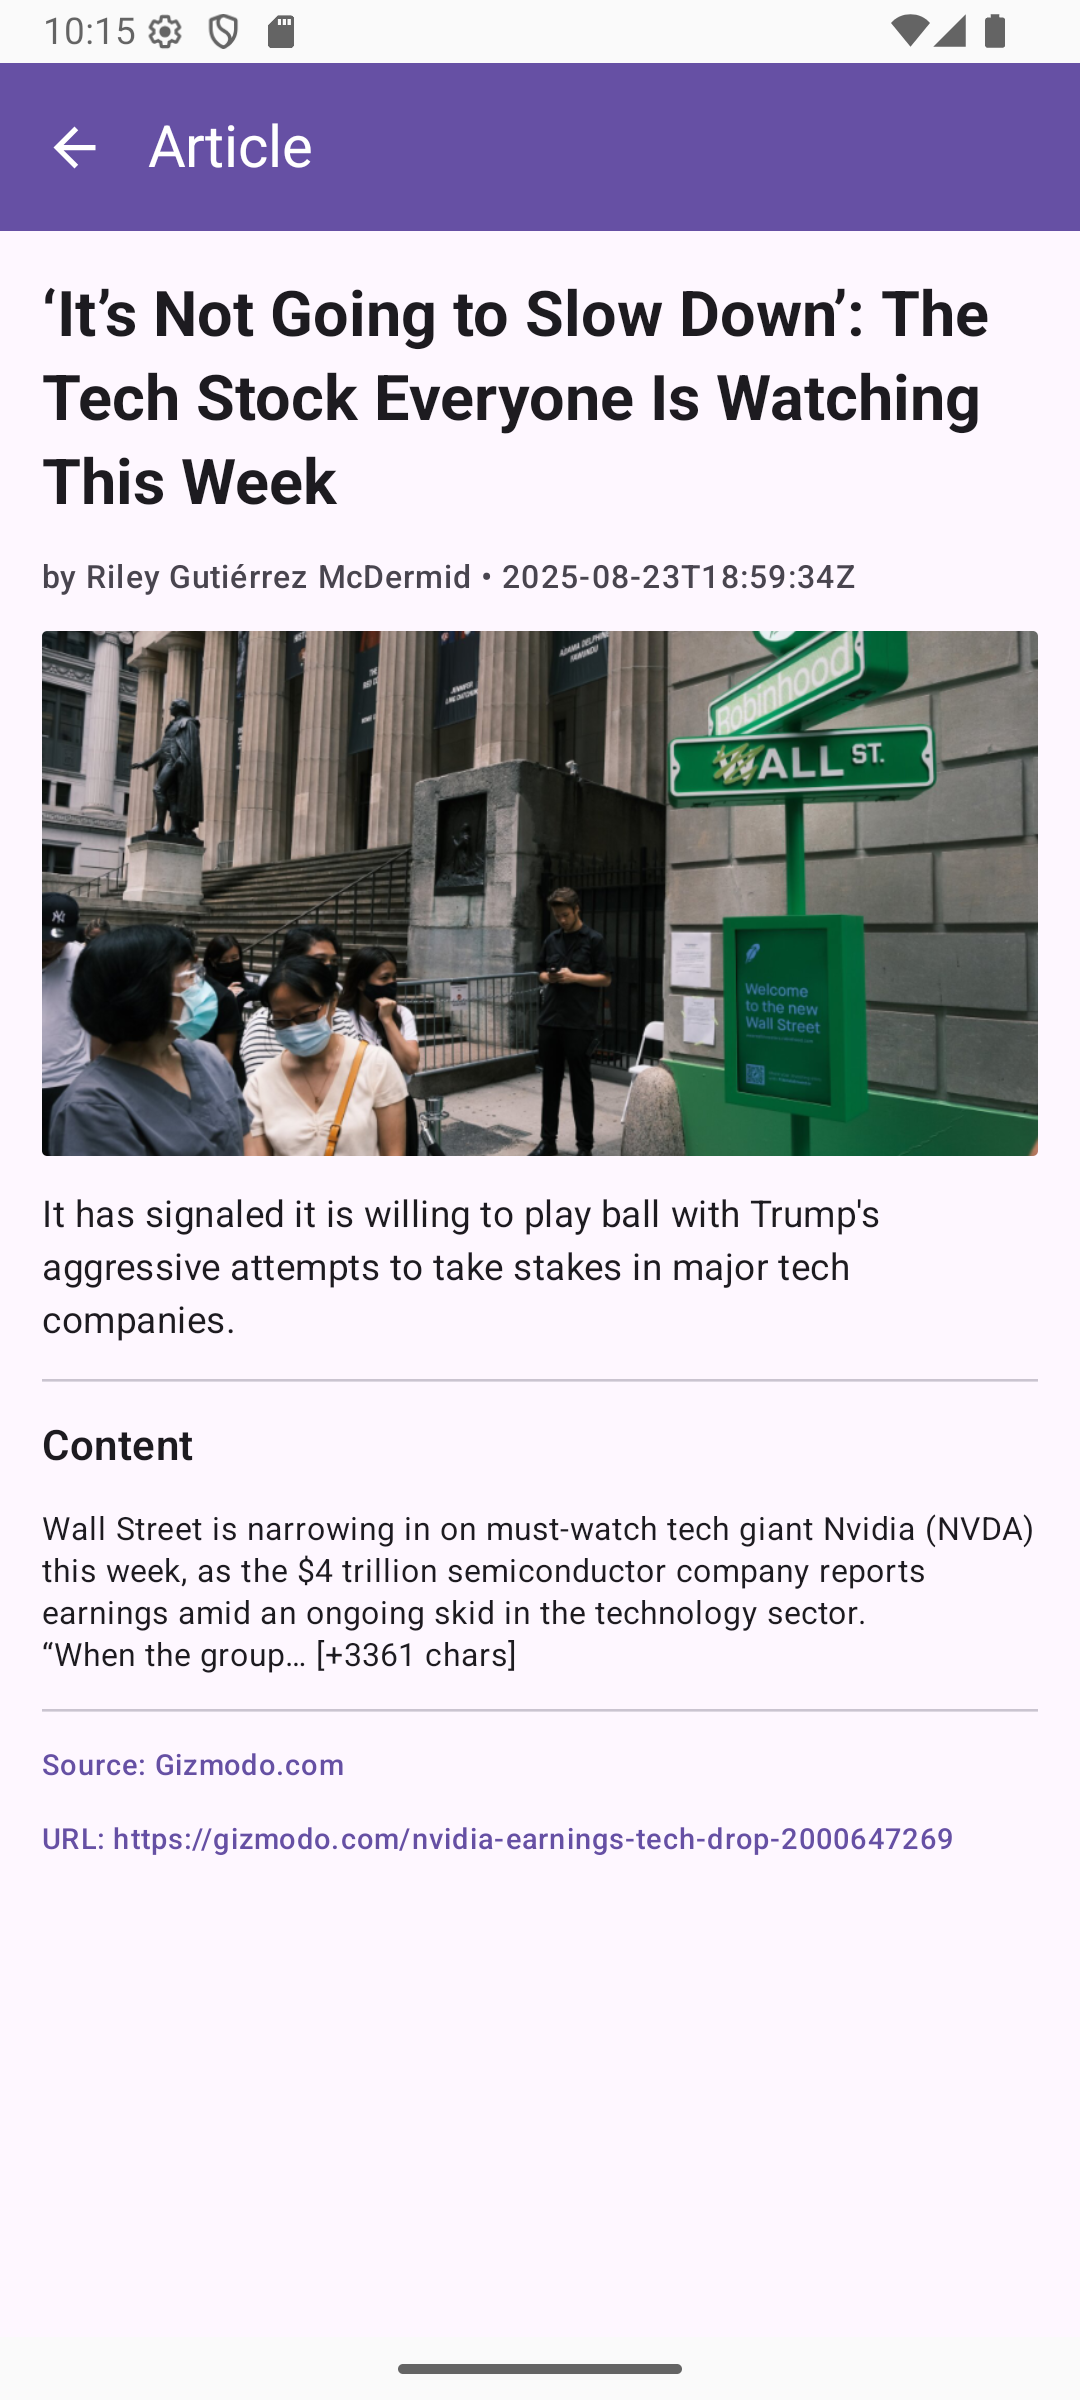 10:15
Article
‘It’s Not Going to Slow Down’: The
Tech Stock Everyone Is Watching
This Week
by Riley Gutiérrez McDermid • 2025-08-23T18:59:34Z
Robinhood
WALL ST.
Welcome
to the new
Wall Street
It has signaled it is willing to play ball with Trump's
aggressive attempts to take stakes in major tech
companies.
Content
Wall Street is narrowing in on must-watch tech giant Nvidia (NVDA)
this week, as the $4 trillion semiconductor company reports
earnings amid an ongoing skid in the technology sector.
“When the group… [+3361 chars]
Source: Gizmodo.com
URL: https://gizmodo.com/nvidia-earnings-tech-drop-2000647269